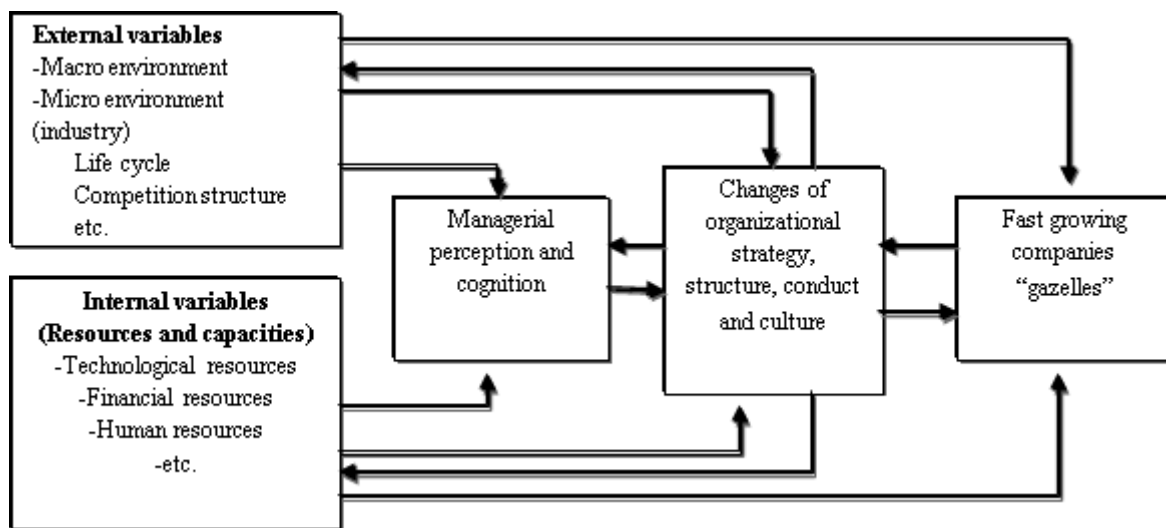 External variables
-Macro environment
-Micro environment
(industry)
Life cycle
Competition structure
etc.
Internal variables
(Resources and capacities)
-Technological resources
-Financial resources
-Human resources
-etc.
Managerial
perception and
cognition
Changes of
organizational
strategy,
structure, conduct
and culture
Fast growing
companies
“gazelles”